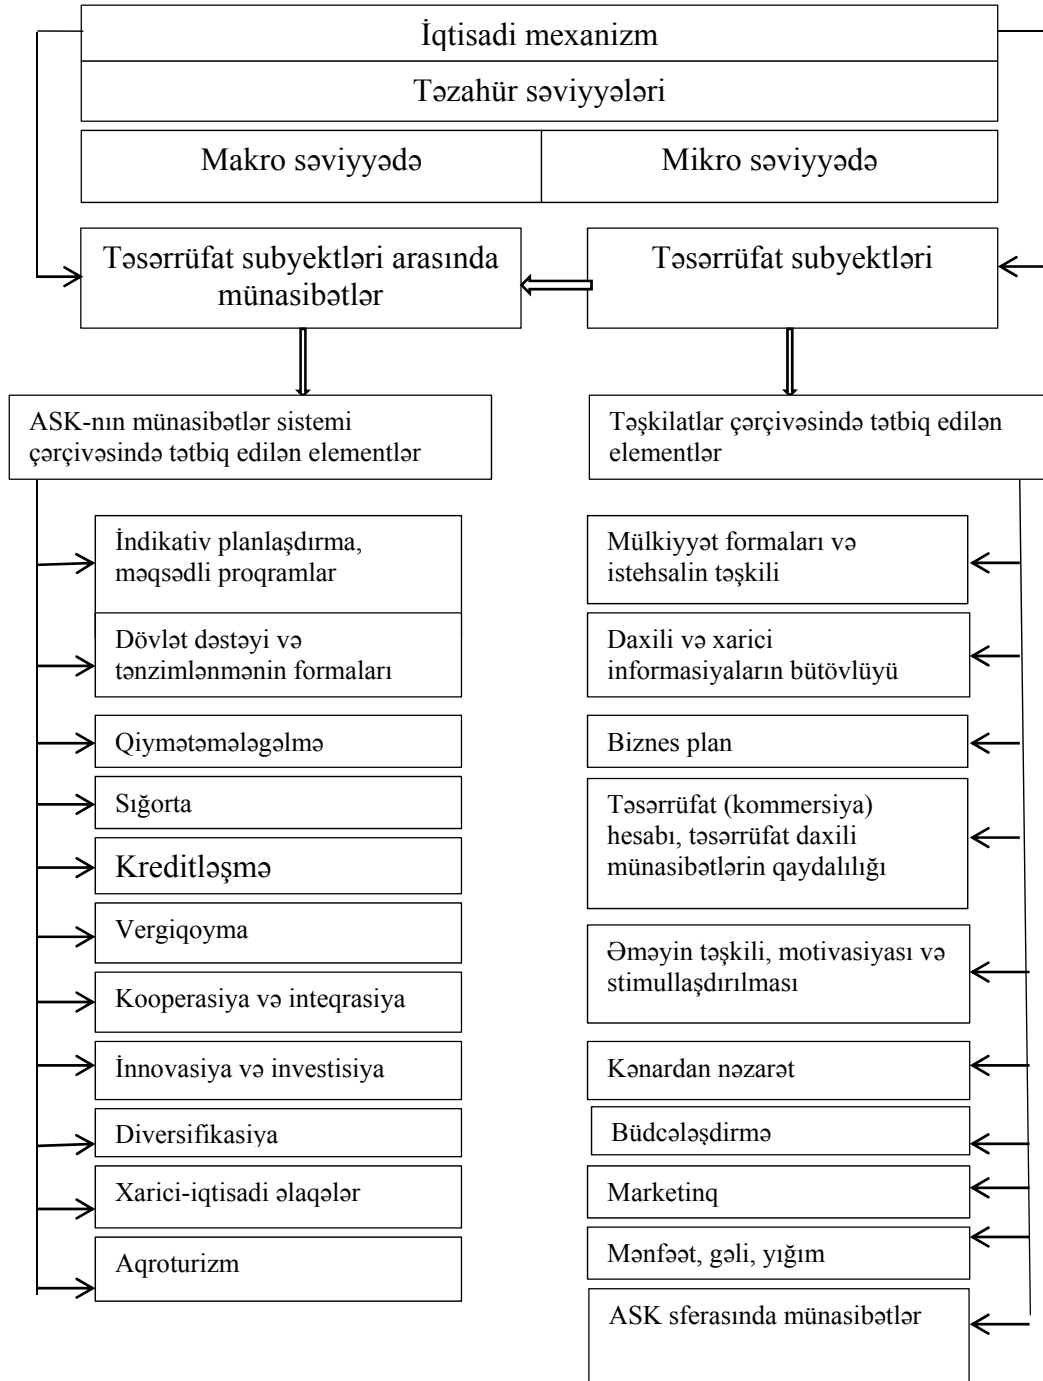 İqtisadi mexanizm
Təzahür səviyyələri
Makro səviyyədə
Mikro səviyyədə
Təsərrüfat subyektləri arasında
münasibətlər
Təsərrüfat subyektləri
ASK-nın münasibətlər sistemi
çərçivəsində tətbiq edilən elementlər
İndikativ planlaşdırma,
məqsədli proqramlar
Dövlət dəstəyi və
tənzimlənmənin formaları
Qiymətəmələgəlmə
Sığorta
Kreditləşmə
Vergiqoyma
Kooperasiya və inteqrasiya
İnnovasiya və investisiya
Diversifikasiya
Xarici-iqtisadi əlaqələr
Aqroturizm
Təşkilatlar çərçivəsində tətbiq edilən
elementlər
Mülkiyyət formaları və
istehsalin təşkili
Daxili və xarici
informasiyaların bütövlüyü
Biznes plan
Təsərrüfat (kommersiya)
hesabı, təsərrüfat daxili
münasibətlərin qaydalılığı
Əməyin təşkili, motivasiyası və
stimullaşdırılması
Kənardan nəzarət
Büdcələşdirmə
Marketinq
Mənfəət, gəli, yığım
ASK sferasında münasibətlər